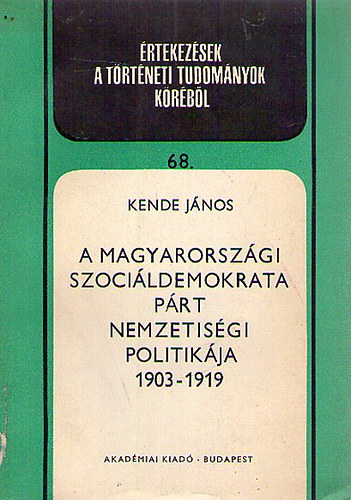 ÉRTEKEZÉSEK
A TÖRTÉNETI TUDOMÁNYOK
KÖRÉBŐL
68.
KENDE JÁNOS
A MAGYARORSZÁGI
SZOCIÁLDEMOKRATA
PÁRT
NEMZETISÉGI
POLITIKÁJA
1903-1919
AKADÉMIAI KIADÓ · BUDAPEST